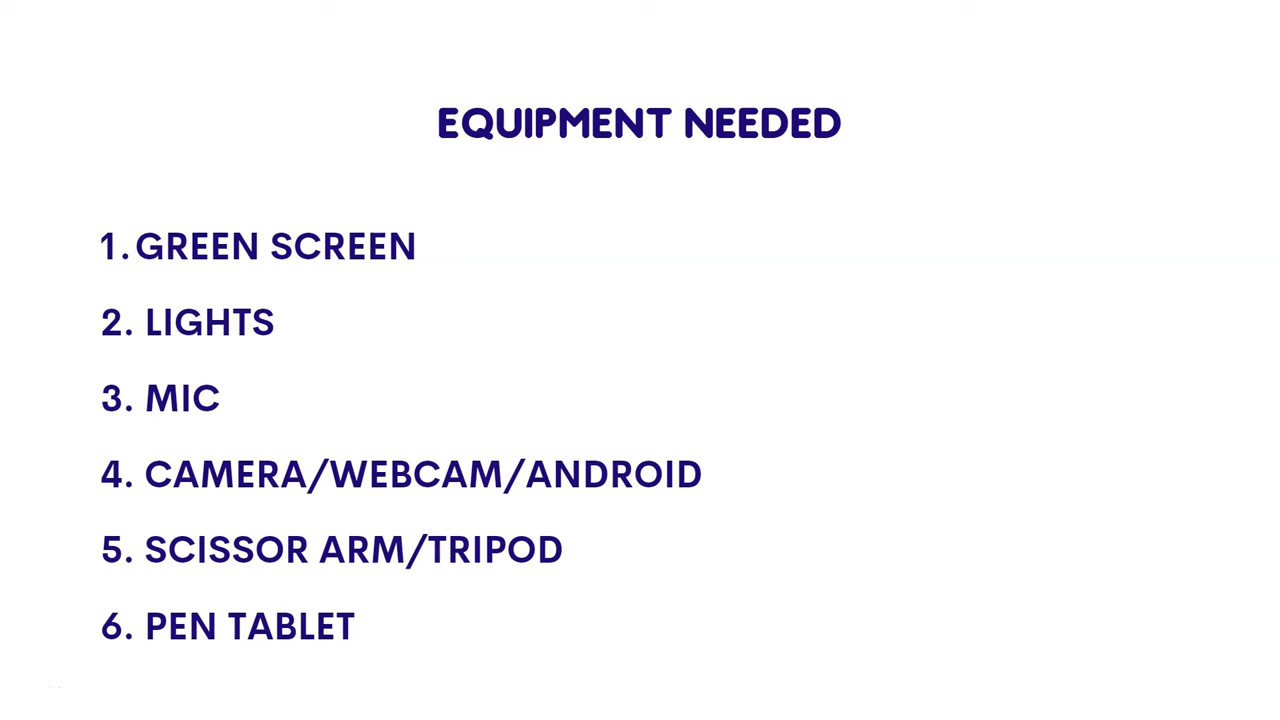 EQUIPMENT NEEDED
1. GREEN SCREEN
2. LIGHTS
3. MIC
4. CAMERA/WEBCAM/ANDROID
5. SCISSOR ARM/TRIPOD
6. PEN TABLET